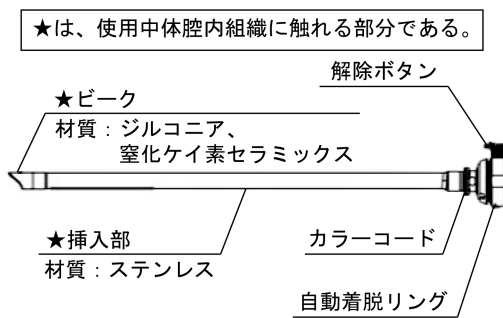 ★は、使用中体腔内組織に触れる部分である。
解除ボタン
★ビーク
材質：ジルコニア、
窒化ケイ素セラミックス
★挿入部
材質：ステンレス
カラーコード
自動着脱リング